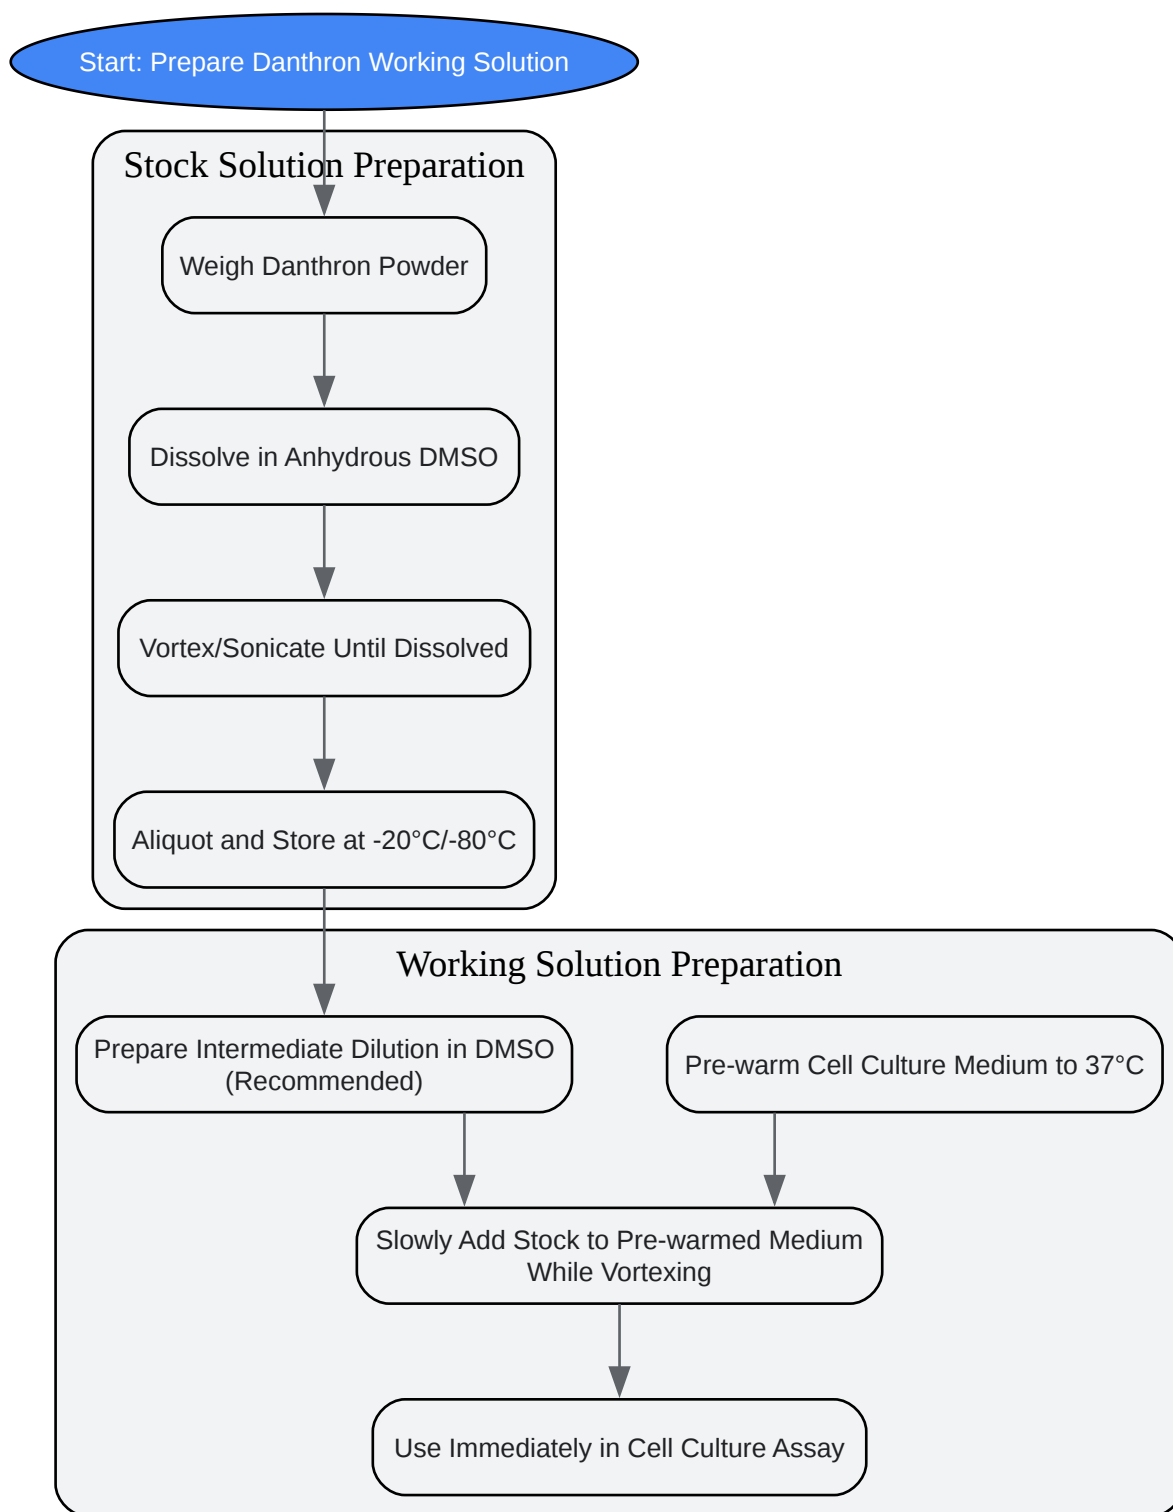 Start: Prepare Danthron Working Solution
Stock Solution Preparation
Weigh Danthron Powder
Dissolve in Anhydrous DMSO
Vortex/Sonicate Until Dissolved
Aliquot and Store at -20°C/-80°C
Working Solution Preparation
Prepare Intermediate Dilution in DMSO
(Recommended)
Pre-warm Cell Culture Medium to 37°C
Slowly Add Stock to Pre-warmed Medium
While Vortexing
Use Immediately in Cell Culture Assay